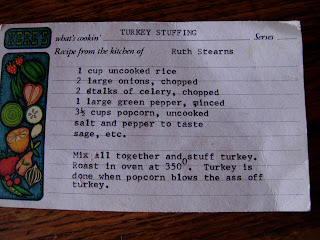 HERE'S what's cookin' TURKEY STUFFING Serves
Recipe from the kitchen of Ruth Stearns
1 cup uncooked rice
2 large onions, chopped
2 stalks of celery, chopped
1 large green pepper, minced
3½ cups popcorn, uncooked
salt and pepper to taste
sage, etc.
Mix all together and stuff turkey.
Roast in oven at 350⁰. Turkey is
done when popcorn blows the ass off
turkey.